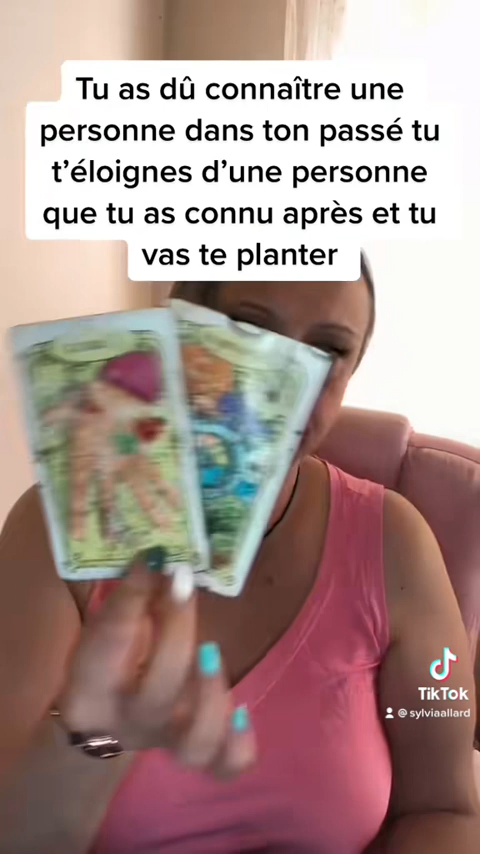 Tu as dû connaître une
personne dans ton passé tu
t’éloignes d’une personne
que tu as connu après et tu
vas te planter
TikTok
@ sylviaallard